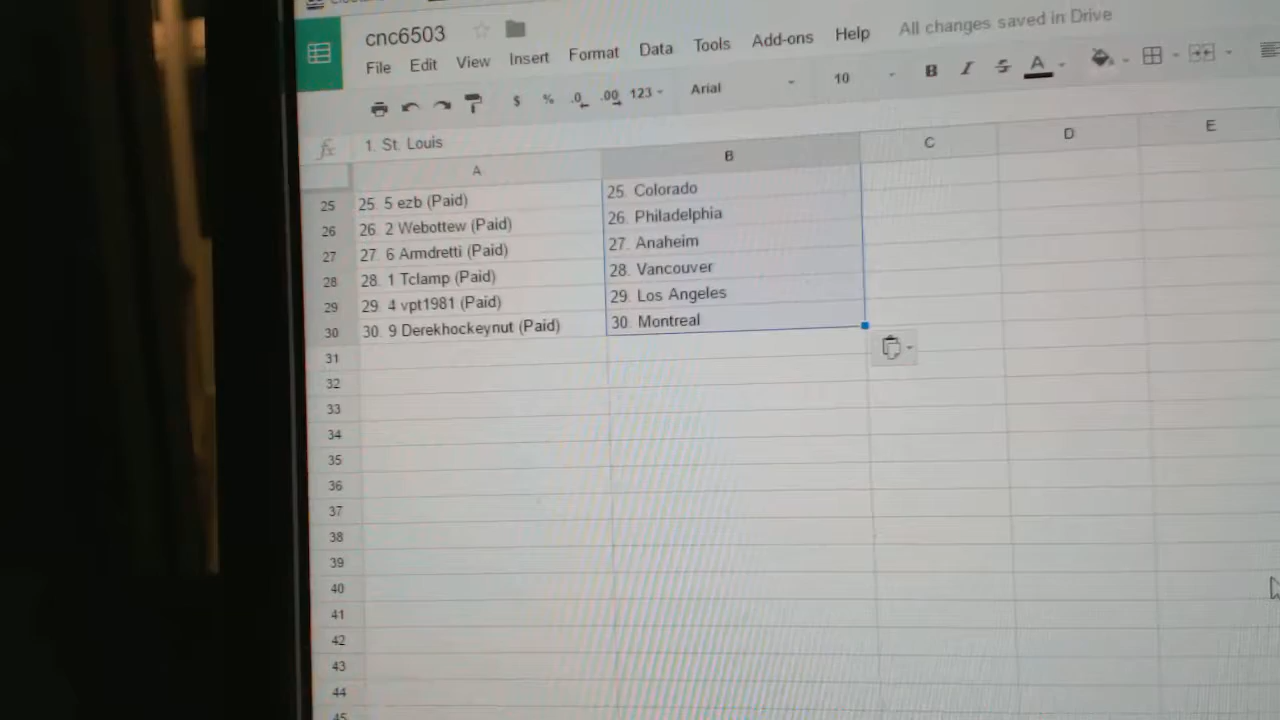 cnc6503
All changes saved in Drive
File Edit View Insert Format Data Tools Add-ons Help
$ % .0 .00 123 Arial 10 B I S A
fx 1. St. Louis
A B C D E
25 25. 5 ezb (Paid) 25. Colorado
26 26. 2 Webottew (Paid) 26. Philadelphia
27 27. 6 Armdretti (Paid) 27. Anaheim
28 28. 1 Tclamp (Paid) 28. Vancouver
29 29. 4 vpt1981 (Paid) 29. Los Angeles
30 30. 9 Derekhockeynut (Paid) 30. Montreal
31
32
33
34
35
36
37
38
39
40
41
42
43
44
45